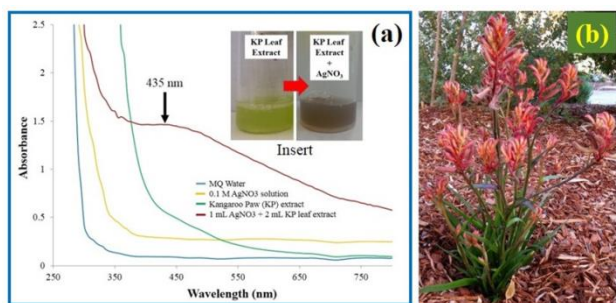 (a)
KP Leaf
Extract
KP Leaf
Extract
+
AgNO3
435 nm
Insert
MQ Water
0.1 M AgNO3 solution
Kangaroo Paw (KP) extract
1 mL AgNO3 + 2 mL KP leaf extract
Absorbance
2.5
2
1.5
1
0.5
0
250
350
450
550
650
750
Wavelength (nm)
(b)